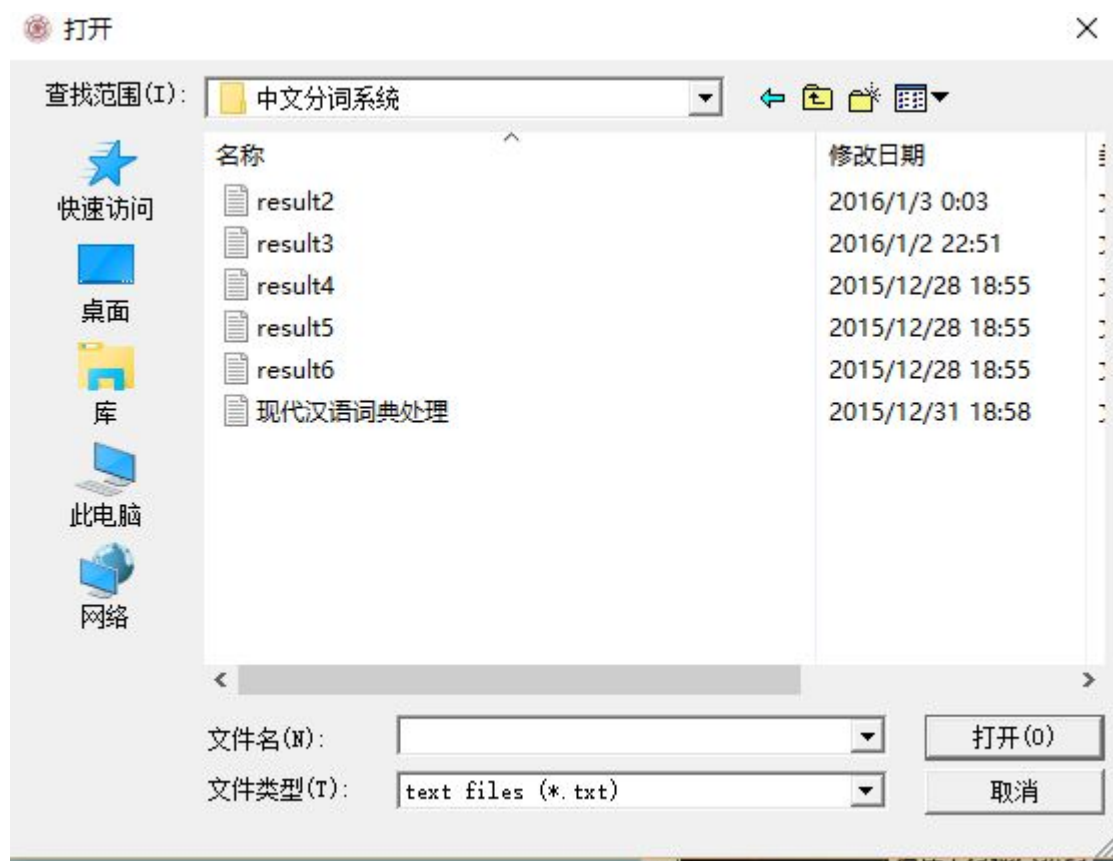 打开
查找范围(I):
中文分词系统
快速访问
桌面
库
此电脑
网络
名称 修改日期
result2 2016/1/3 0:03
result3 2016/1/2 22:51
result4 2015/12/28 18:55
result5 2015/12/28 18:55
result6 2015/12/28 18:55
现代汉语词典处理 2015/12/31 18:58
文件名(N):
打开(O)
文件类型(T):
text files (*.txt)
取消